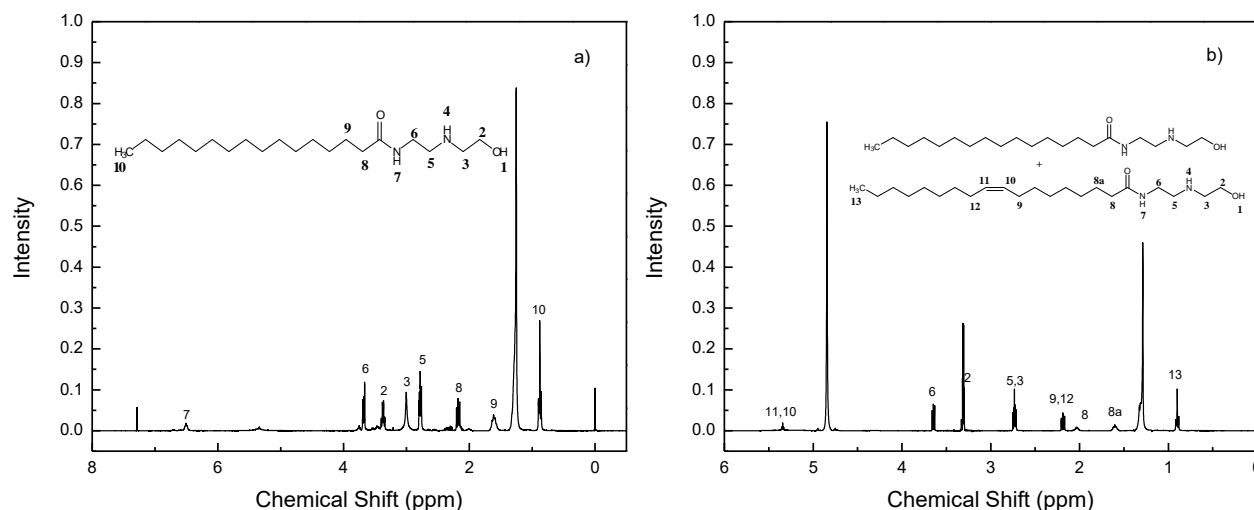 Intensity
1.0
0.9
0.8
0.7
0.6
0.5
0.4
0.3
0.2
0.1
0.0
a)
O
H
N
4
9
6
2
H3C
10
8
N
H
7
5
3
OH
1
7
6
2
3
5
8
9
10
8 6 4 2 0
Chemical Shift (ppm)
Intensity
1.0
0.9
0.8
0.7
0.6
0.5
0.4
0.3
0.2
0.1
0.0
b)
O
H
N
H3C
N
H
OH
+
O
H
N
4
11 10
8a
6
2
H3C
13
12
9
8
N
H
7
5
3
OH
1
11,10
6
2
5,3
9,12
8
8a
13
6 5 4 3 2 1 0
Chemical Shift (ppm)